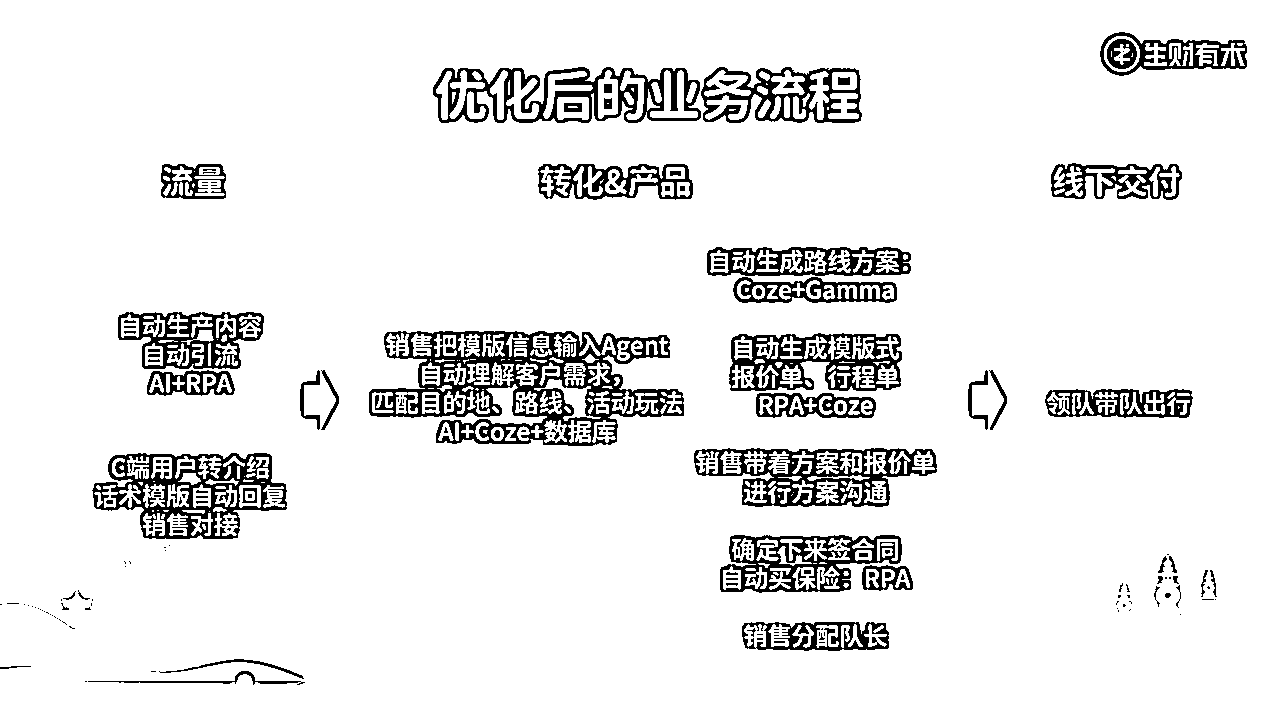 生财有术
优化后的业务流程
流量
转化&产品
线下交付
自动生产内容
自动引流
AI+RPA
C端用户转介绍
话术模版自动回复
销售对接
销售把模版信息输入Agent
自动理解客户需求,
匹配目的地、路线、活动玩法
AI+Coze+数据库
自动生成路线方案:
Coze+Gamma
自动生成模版式
报价单、行程单
RPA+Coze
销售带着方案和报价单
进行方案沟通
确定下来签合同
自动买保险：RPA
销售分配队长
领队带队出行